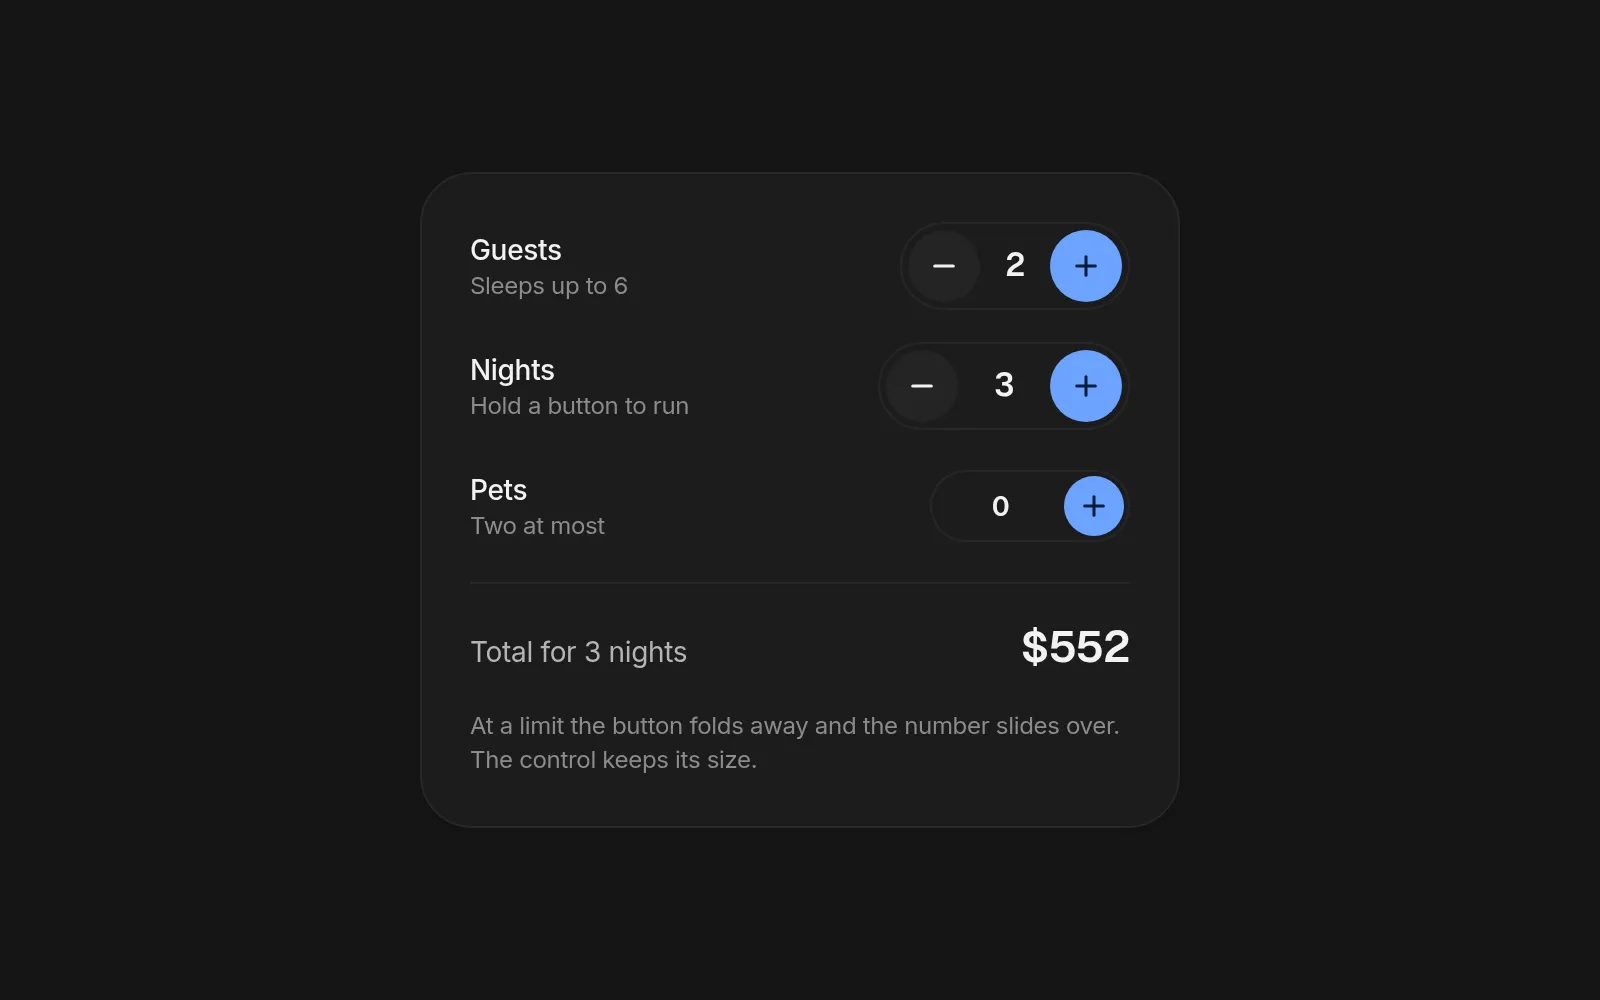 Guests
Sleeps up to 6
− 2 +
Nights
Hold a button to run
− 3 +
Pets
Two at most
0 +
Total for 3 nights
$552
At a limit the button folds away and the number slides over.
The control keeps its size.